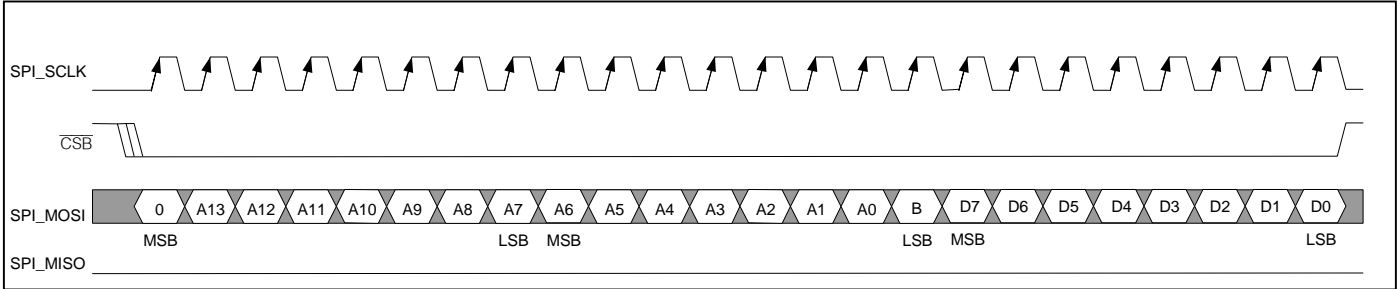 SPI_SCLK
CSB
SPI_MOSI 0 A13 A12 A11 A10 A9 A8 A7 A6 A5 A4 A3 A2 A1 A0 B D7 D6 D5 D4 D3 D2 D1 D0
MSB LSB MSB LSB MSB LSB
SPI_MISO